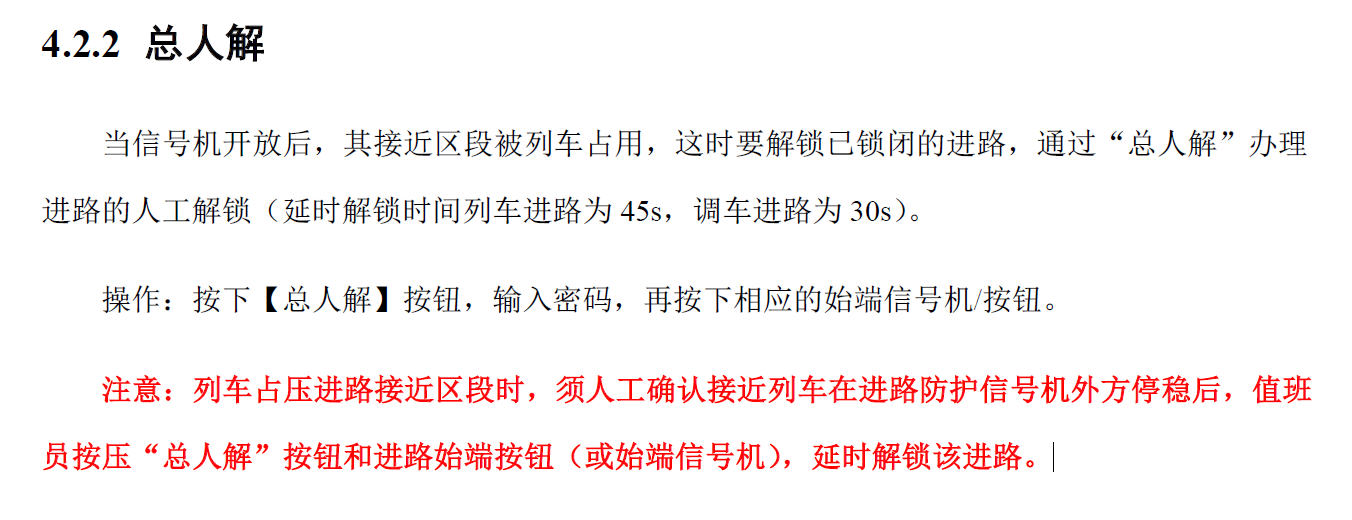 4.2.2 总人解
当信号机开放后，其接近区段被列车占用，这时要解锁已锁闭的进路，通过“总人解”办理
进路的人工解锁（延时解锁时间列车进路为 45s，调车进路为 30s）。
操作：按下【总人解】按钮，输入密码，再按下相应的始端信号机/按钮。
注意：列车占压进路接近区段时，须人工确认接近列车在进路防护信号机外方停稳后，值班
员按压“总人解”按钮和进路始端按钮（或始端信号机），延时解锁该进路。